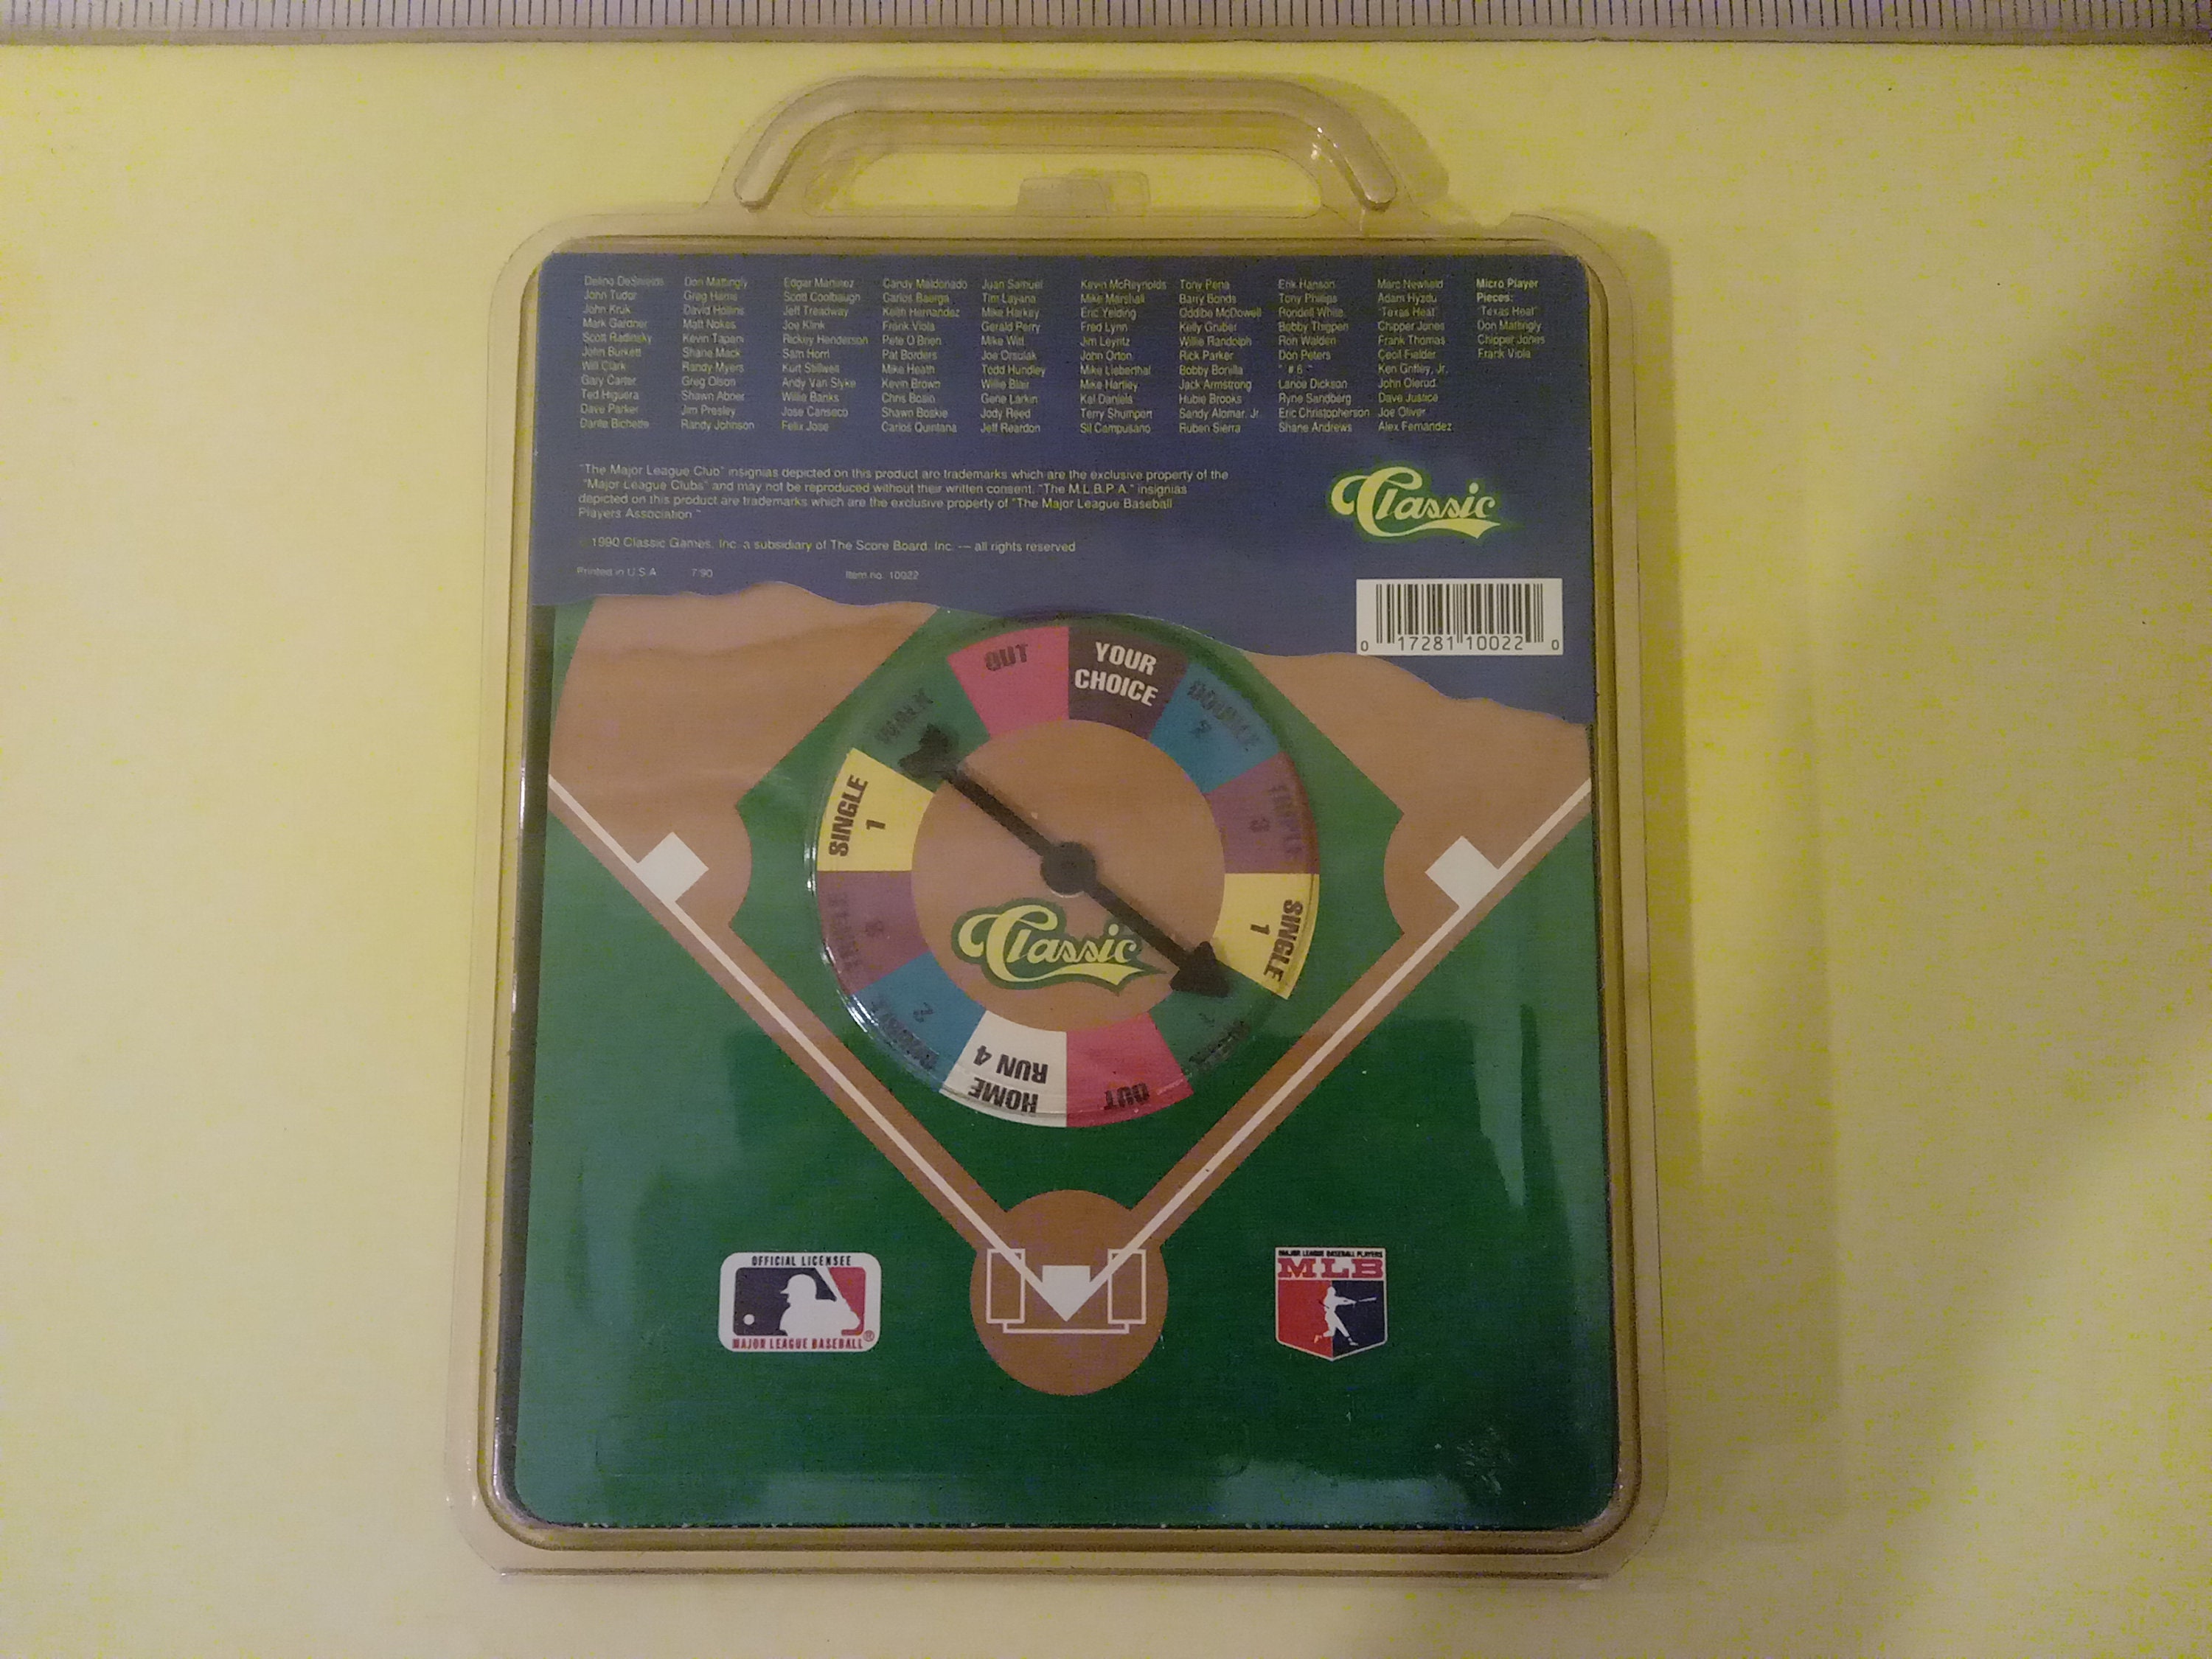 Delino DeShields
John Tudor
John Kruk
Mark Gardner
Scott Radinsky
John Burkett
Will Clark
Gary Carter
Ted Higuera
Dave Parker
Dante Bichette
Don Mattingly
Greg Harris
David Hollins
Matt Nokes
Kevin Tapani
Shane Mack
Randy Myers
Greg Olson
Shawn Abner
Jim Presley
Randy Johnson
Edgar Martinez
Scott Coolbaugh
Jeff Treadway
Joe Klink
Rickey Henderson
Sam Horn
Kurt Stillwell
Andy Van Slyke
Willie Banks
Jose Canseco
Felix Jose
Candy Maldonado
Carlos Baerga
Keith Hernandez
Frank Viola
Pete O'Brien
Pat Borders
Mike Heath
Kevin Brown
Chris Bosio
Shawn Boskie
Carlos Quintana
Juan Samuel
Tim Layana
Mike Harkey
Gerald Perry
Mike Witt
Joe Orsulak
Todd Hundley
Willie Blair
Gene Larkin
Jody Reed
Jeff Reardon
Kevin McReynolds
Mike Marshall
Eric Yelding
Fred Lynn
Jim Leyritz
John Orton
Mike Lieberthal
Mike Hartley
Kal Daniels
Terry Shumpert
Sil Campusano
Tony Pena
Barry Bonds
Oddibe McDowell
Kelly Gruber
Willie Randolph
Rick Parker
Bobby Bonilla
Jack Armstrong
Hubie Brooks
Sandy Alomar, Jr.
Ruben Sierra
Erik Hanson
Tony Phillips
Rondell White
Bobby Thigpen
Ron Walden
Don Peters
" # 6 "
Lance Dickson
Ryne Sandberg
Eric Christopherson
Shane Andrews
Marc Newfield
Adam Hyzdu
"Texas Heat"
Chipper Jones
Frank Thomas
Cecil Fielder
Ken Griffey, Jr.
John Olerud
Dave Justice
Joe Oliver
Alex Fernandez
Micro Player
Pieces:
"Texas Heat"
Don Mattingly
Chipper Jones
Frank Viola
"The Major League Club" insignias depicted on this product are trademarks which are the exclusive property of the
"Major League Clubs" and may not be reproduced without their written consent. "The M.L.B.P.A." insignias
depicted on this product are trademarks which are the exclusive property of "The Major League Baseball
Players Association."
© 1990 Classic Games, Inc. a subsidiary of The Score Board, Inc. — all rights reserved
Printed in U.S.A. 7/90 Item no. 10022
Classic
0 17281 10022 0
OUT
YOUR
CHOICE
DOUBLE
2
TRIPLE
3
SINGLE
1
WALK
OUT
HOME
RUN 4
DOUBLE
2
TRIPLE
3
SINGLE
1
WALK
Classic
OFFICIAL LICENSEE
MAJOR LEAGUE BASEBALL ®
MAJOR LEAGUE BASEBALL PLAYERS
MLB